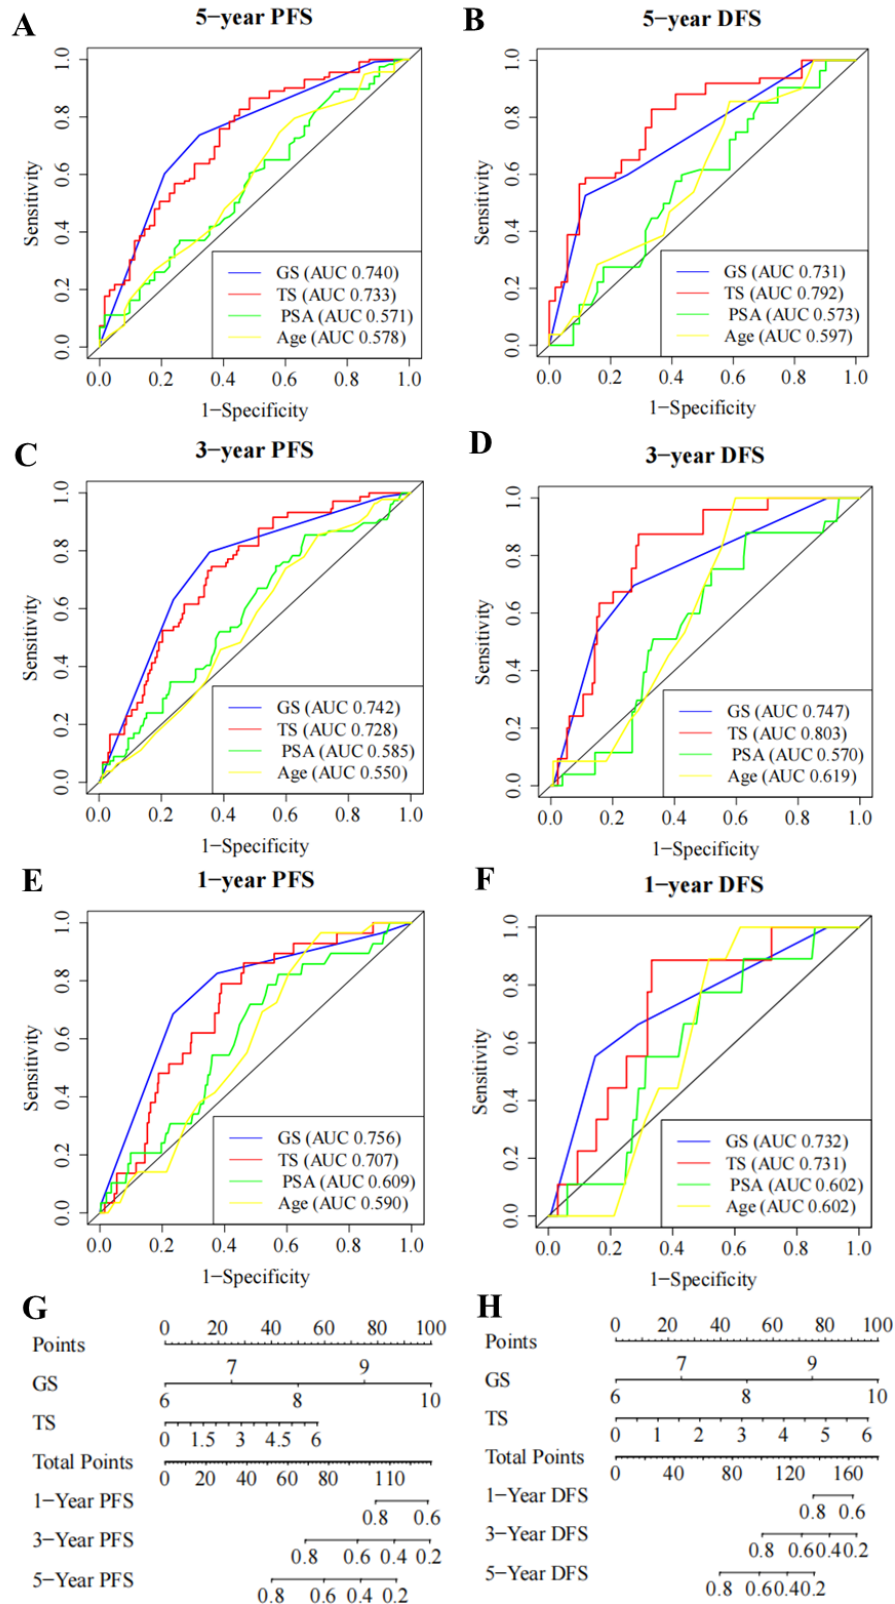 A
5−year PFS
Sensitivity
0.0 0.2 0.4 0.6 0.8 1.0
GS (AUC 0.740)
TS (AUC 0.733)
PSA (AUC 0.571)
Age (AUC 0.578)
0.0 0.2 0.4 0.6 0.8 1.0
1−Specificity
B
5−year DFS
Sensitivity
0.0 0.2 0.4 0.6 0.8 1.0
GS (AUC 0.731)
TS (AUC 0.792)
PSA (AUC 0.573)
Age (AUC 0.597)
0.0 0.2 0.4 0.6 0.8 1.0
1−Specificity
C
3−year PFS
Sensitivity
0.0 0.2 0.4 0.6 0.8 1.0
GS (AUC 0.742)
TS (AUC 0.728)
PSA (AUC 0.585)
Age (AUC 0.550)
0.0 0.2 0.4 0.6 0.8 1.0
1−Specificity
D
3−year DFS
Sensitivity
0.0 0.2 0.4 0.6 0.8 1.0
GS (AUC 0.747)
TS (AUC 0.803)
PSA (AUC 0.570)
Age (AUC 0.619)
0.0 0.2 0.4 0.6 0.8 1.0
1−Specificity
E
1−year PFS
Sensitivity
0.0 0.2 0.4 0.6 0.8 1.0
GS (AUC 0.756)
TS (AUC 0.707)
PSA (AUC 0.609)
Age (AUC 0.590)
0.0 0.2 0.4 0.6 0.8 1.0
1−Specificity
F
1−year DFS
Sensitivity
0.0 0.2 0.4 0.6 0.8 1.0
GS (AUC 0.732)
TS (AUC 0.731)
PSA (AUC 0.602)
Age (AUC 0.602)
0.0 0.2 0.4 0.6 0.8 1.0
1−Specificity
G
0 20 40 60 80 100
Points
7 9
GS
6 8 10
TS
0 1.5 3 4.5 6
Total Points
0 20 40 60 80 110
1-Year PFS
0.8 0.6
3-Year PFS
0.8 0.6 0.4 0.2
5-Year PFS
0.8 0.6 0.4 0.2
H
0 20 40 60 80 100
Points
7 9
GS
6 8 10
TS
0 1 2 3 4 5 6
Total Points
0 40 80 120 160
1-Year DFS
0.8 0.6
3-Year DFS
0.8 0.6 0.4 0.2
5-Year DFS
0.8 0.6 0.4 0.2